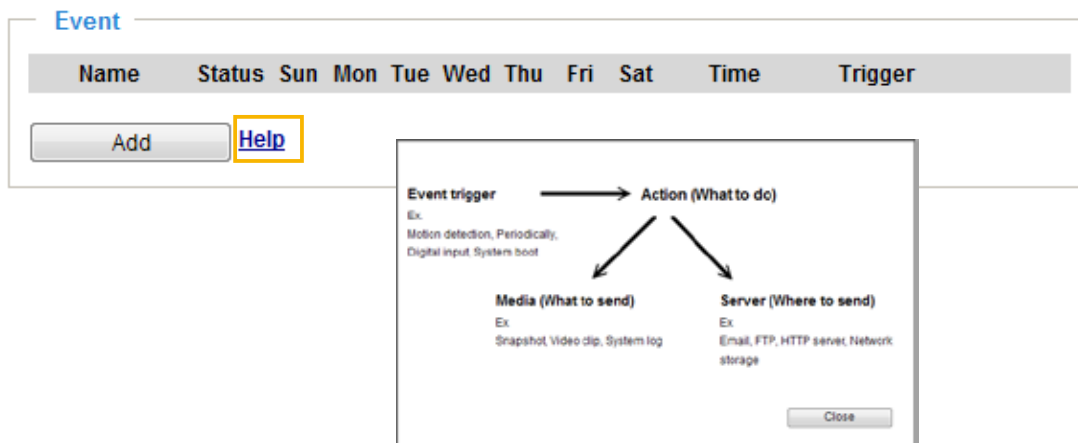 Event
Name Status Sun Mon Tue Wed Thu Fri Sat Time Trigger
Add Help
Event trigger Action (What to do)
Ex.
Motion detection, Periodically,
Digital input, System boot
Media (What to send) Server (Where to send)
Ex Ex
Snapshot, Video clip, System log Email, FTP, HTTP server, Network
storage
Close